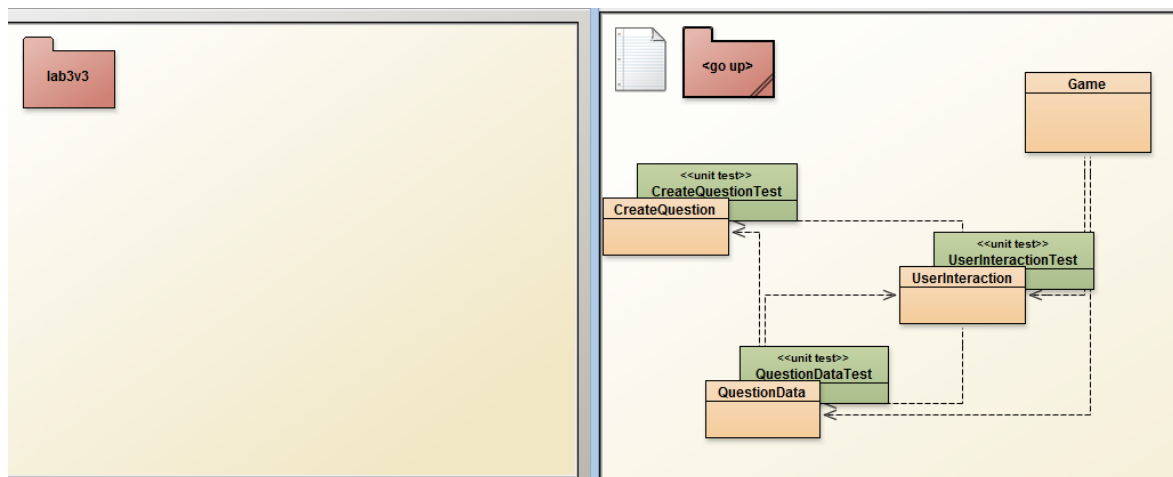 lab3v3
<go up>
Game
<<unit test>>
CreateQuestionTest
CreateQuestion
<<unit test>>
UserInteractionTest
UserInteraction
<<unit test>>
QuestionDataTest
QuestionData